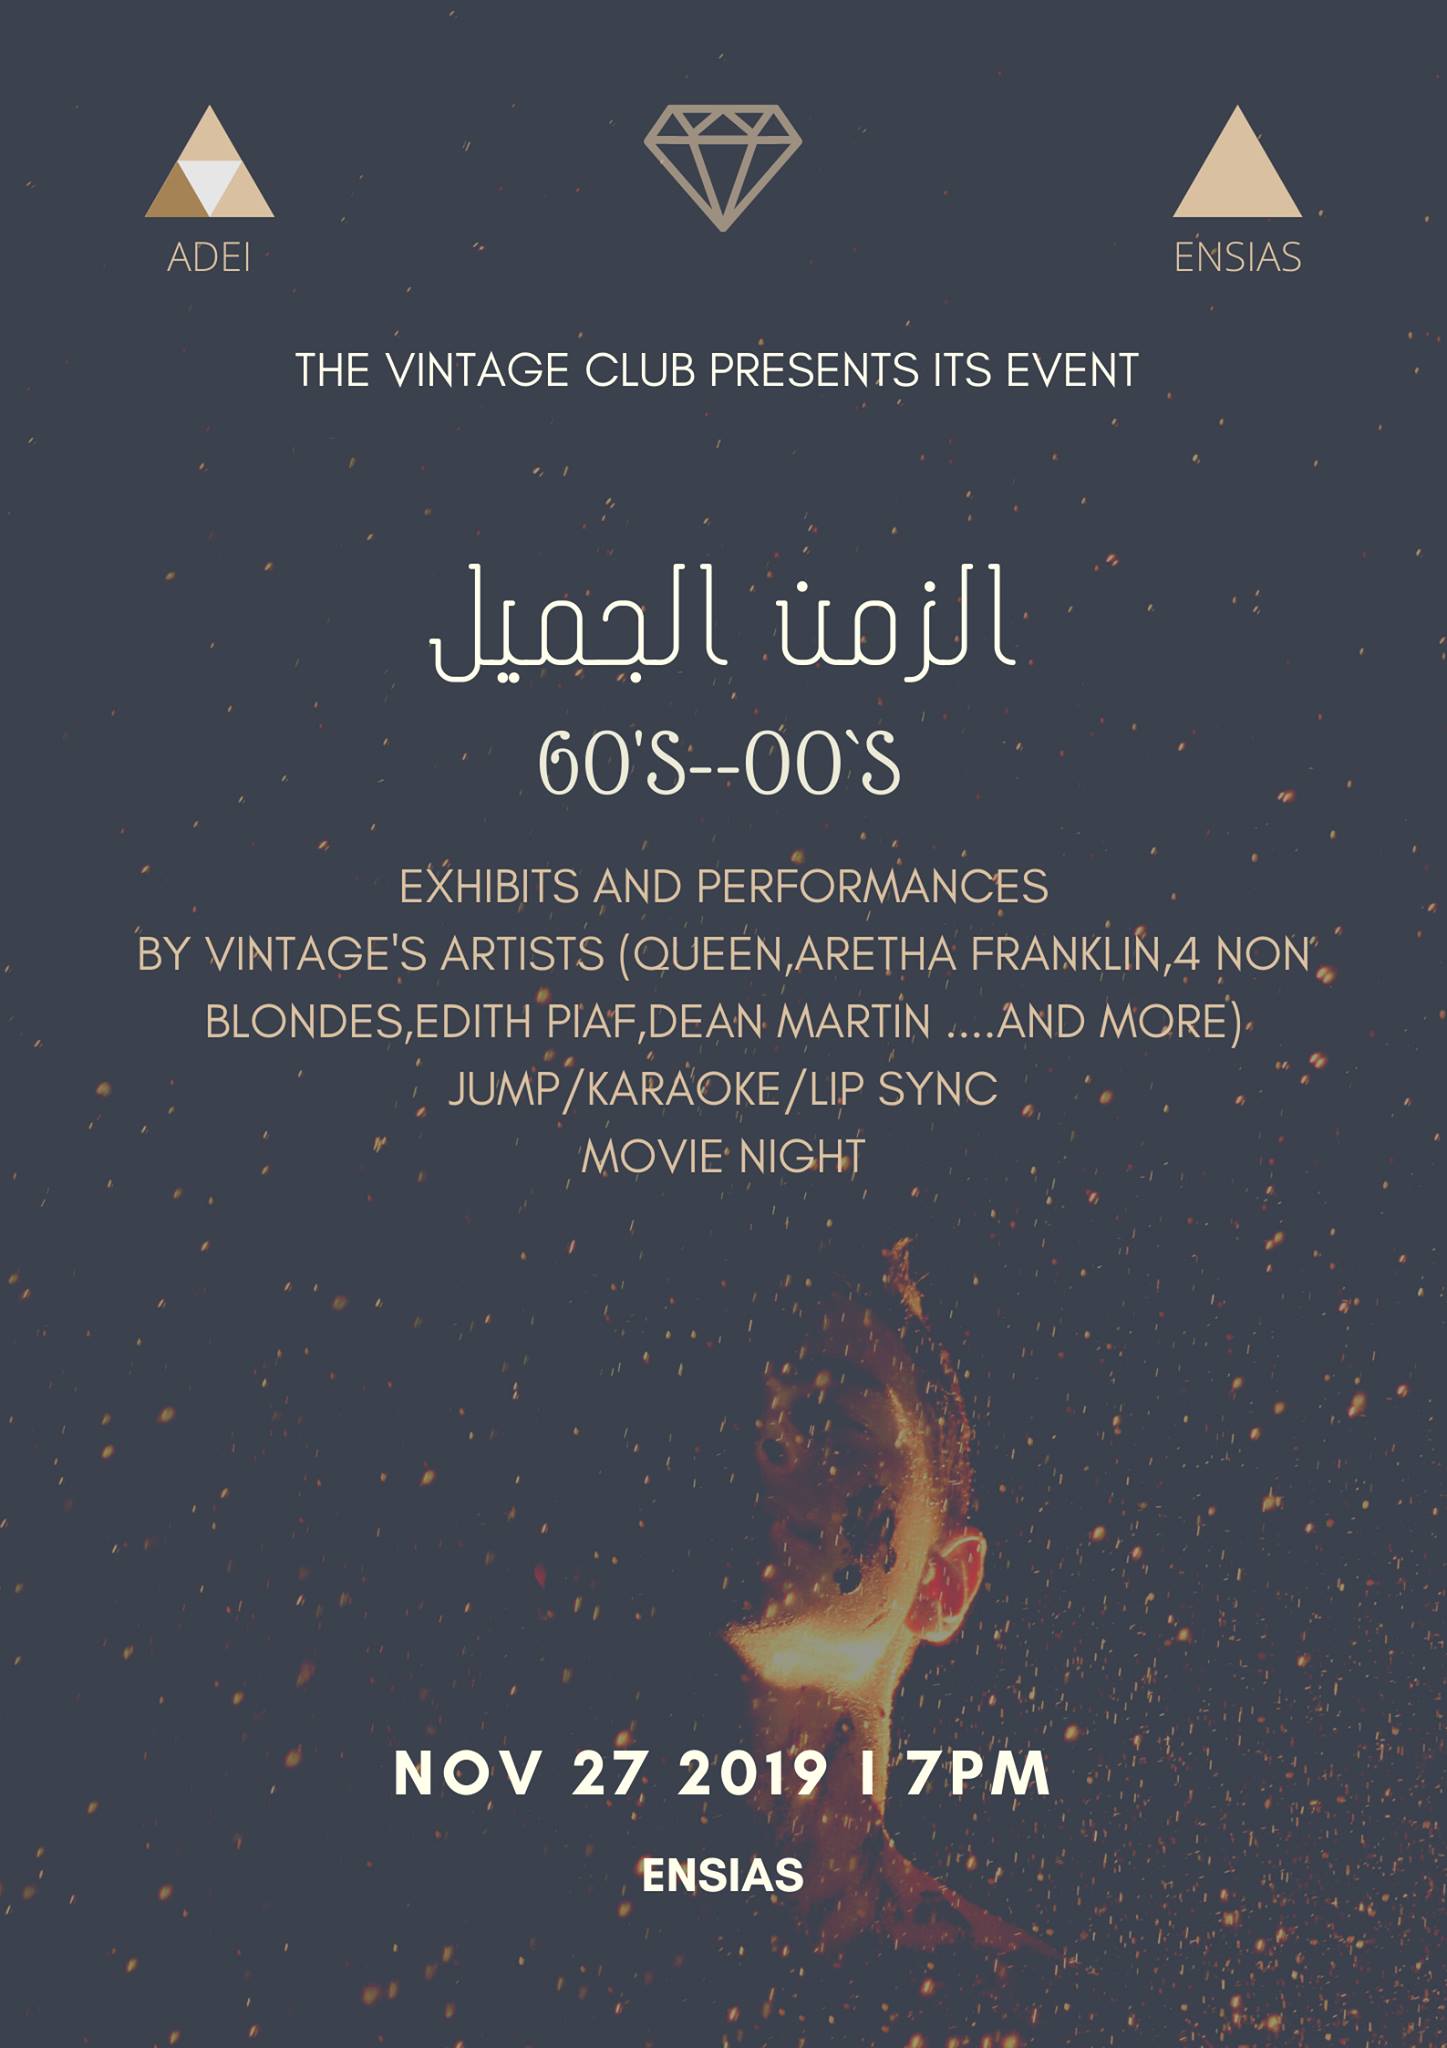 ADEI
ENSIAS
THE VINTAGE CLUB PRESENTS ITS EVENT
الزمن الجميل
60'S--00`S
EXHIBITS AND PERFORMANCES
BY VINTAGE'S ARTISTS (QUEEN,ARETHA FRANKLIN,4 NON
BLONDES,EDITH PIAF,DEAN MARTIN ....AND MORE)
JUMP/KARAOKE/LIP SYNC
MOVIE NIGHT
NOV 27 2019 I 7PM
ENSIAS